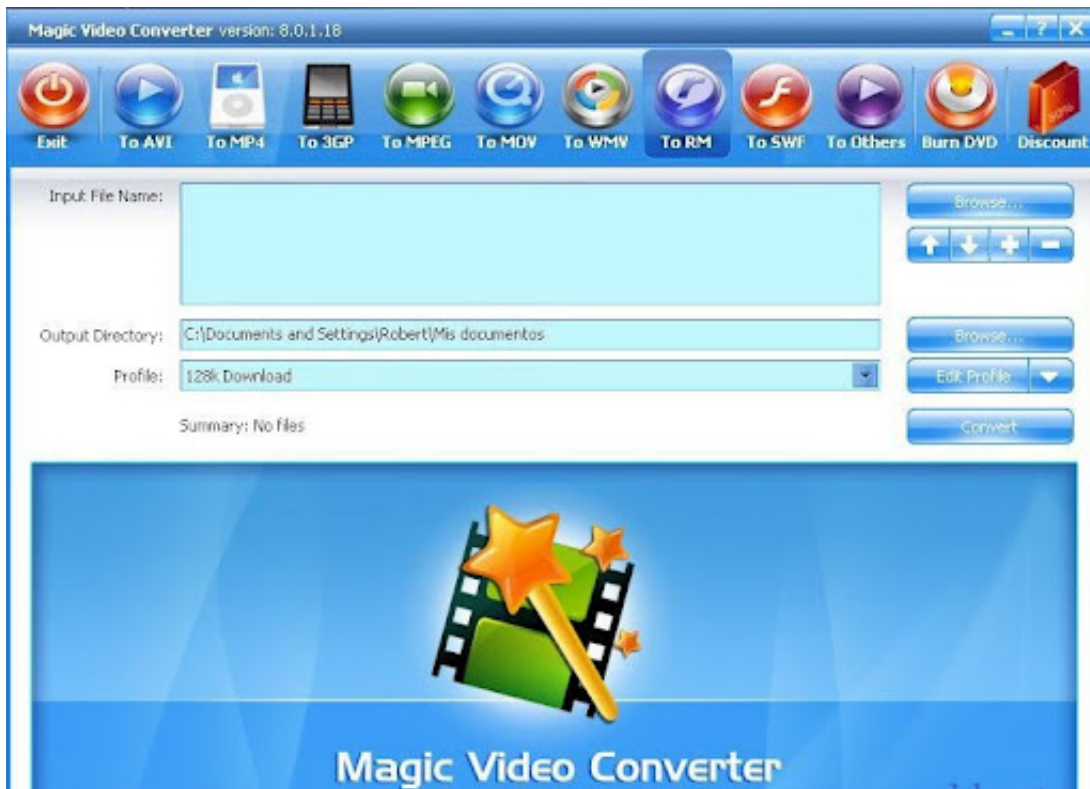 Magic Video Converter version: 8.0.1.18
Exit To AVI To MP4 To 3GP To MPEG To MOV To WMV To RM To SWF To Others Burn DVD Discount
Input File Name: Browse...
Output Directory: C:\Documents and Settings\Robert\Mis documentos Browse...
Profile: 128k Download Edit Profile
Summary: No files Convert
Magic Video Converter